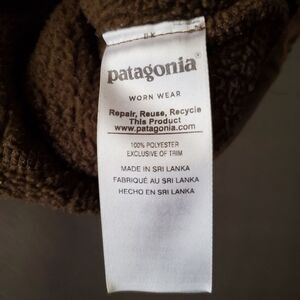 patagonia®
WORN WEAR
Repair, Reuse, Recycle
This Product
www.patagonia.com
100% POLYESTER
EXCLUSIVE OF TRIM
MADE IN SRI LANKA
FABRIQUÉ AU SRI LANKA
HECHO EN SRI LANKA